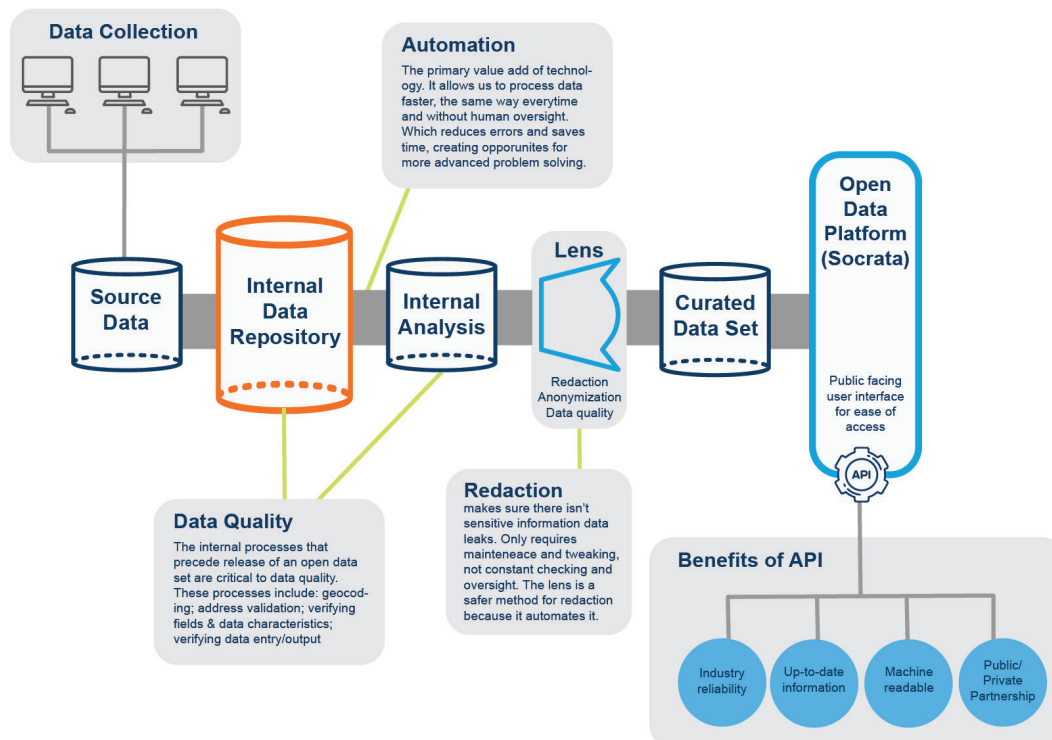 Data Collection
Automation
The primary value add of technol-
ogy. It allows us to process data
faster, the same way everytime
and without human oversight.
Which reduces errors and saves
time, creating opporunites for
more advanced problem solving.
Source
Data
Internal
Data
Repository
Internal
Analysis
Lens
Redaction
Anonymization
Data quality
Curated
Data Set
Open
Data
Platform
(Socrata)
Public facing
user interface
for ease of
access
API
Data Quality
The internal processes that
precede release of an open data
set are critical to data quality.
These processes include: geocod-
ing; address validation; verifying
fields & data characteristics;
verifying data entry/output
Redaction
makes sure there isn't
sensitive information data
leaks. Only requires
mainteneace and tweaking,
not constant checking and
oversight. The lens is a
safer method for redaction
because it automates it.
Benefits of API
Industry
reliability
Up-to-date
information
Machine
readable
Public/
Private
Partnership